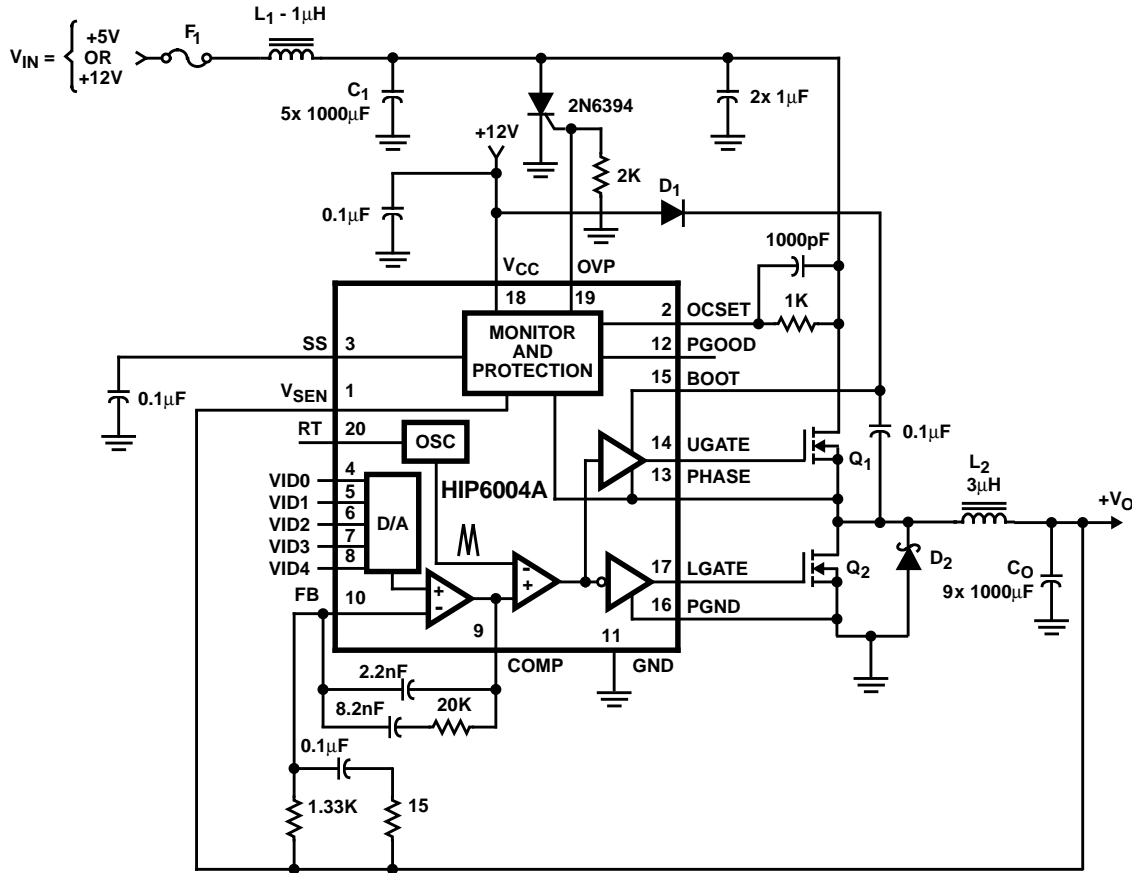 L1 - 1μH
F1
VIN =
+5V
OR
+12V
C1
5x 1000μF
2N6394
2x 1μF
+12V
2K
D1
0.1μF
1000pF
VCC
OVP
18
19
2
OCSET
1K
MONITOR
AND
PROTECTION
SS
3
12
PGOOD
15
BOOT
0.1μF
VSEN
1
RT
20
OSC
14
UGATE
Q1
0.1μF
13
PHASE
L2
3μH
+VO
VID0
4
VID1
5
VID2
6
VID3
7
VID4
8
D/A
HIP6004A
+
-
-
+
17
LGATE
Q2
D2
CO
9x 1000μF
FB
10
9
16
PGND
11
COMP
GND
2.2nF
8.2nF
20K
0.1μF
1.33K
15